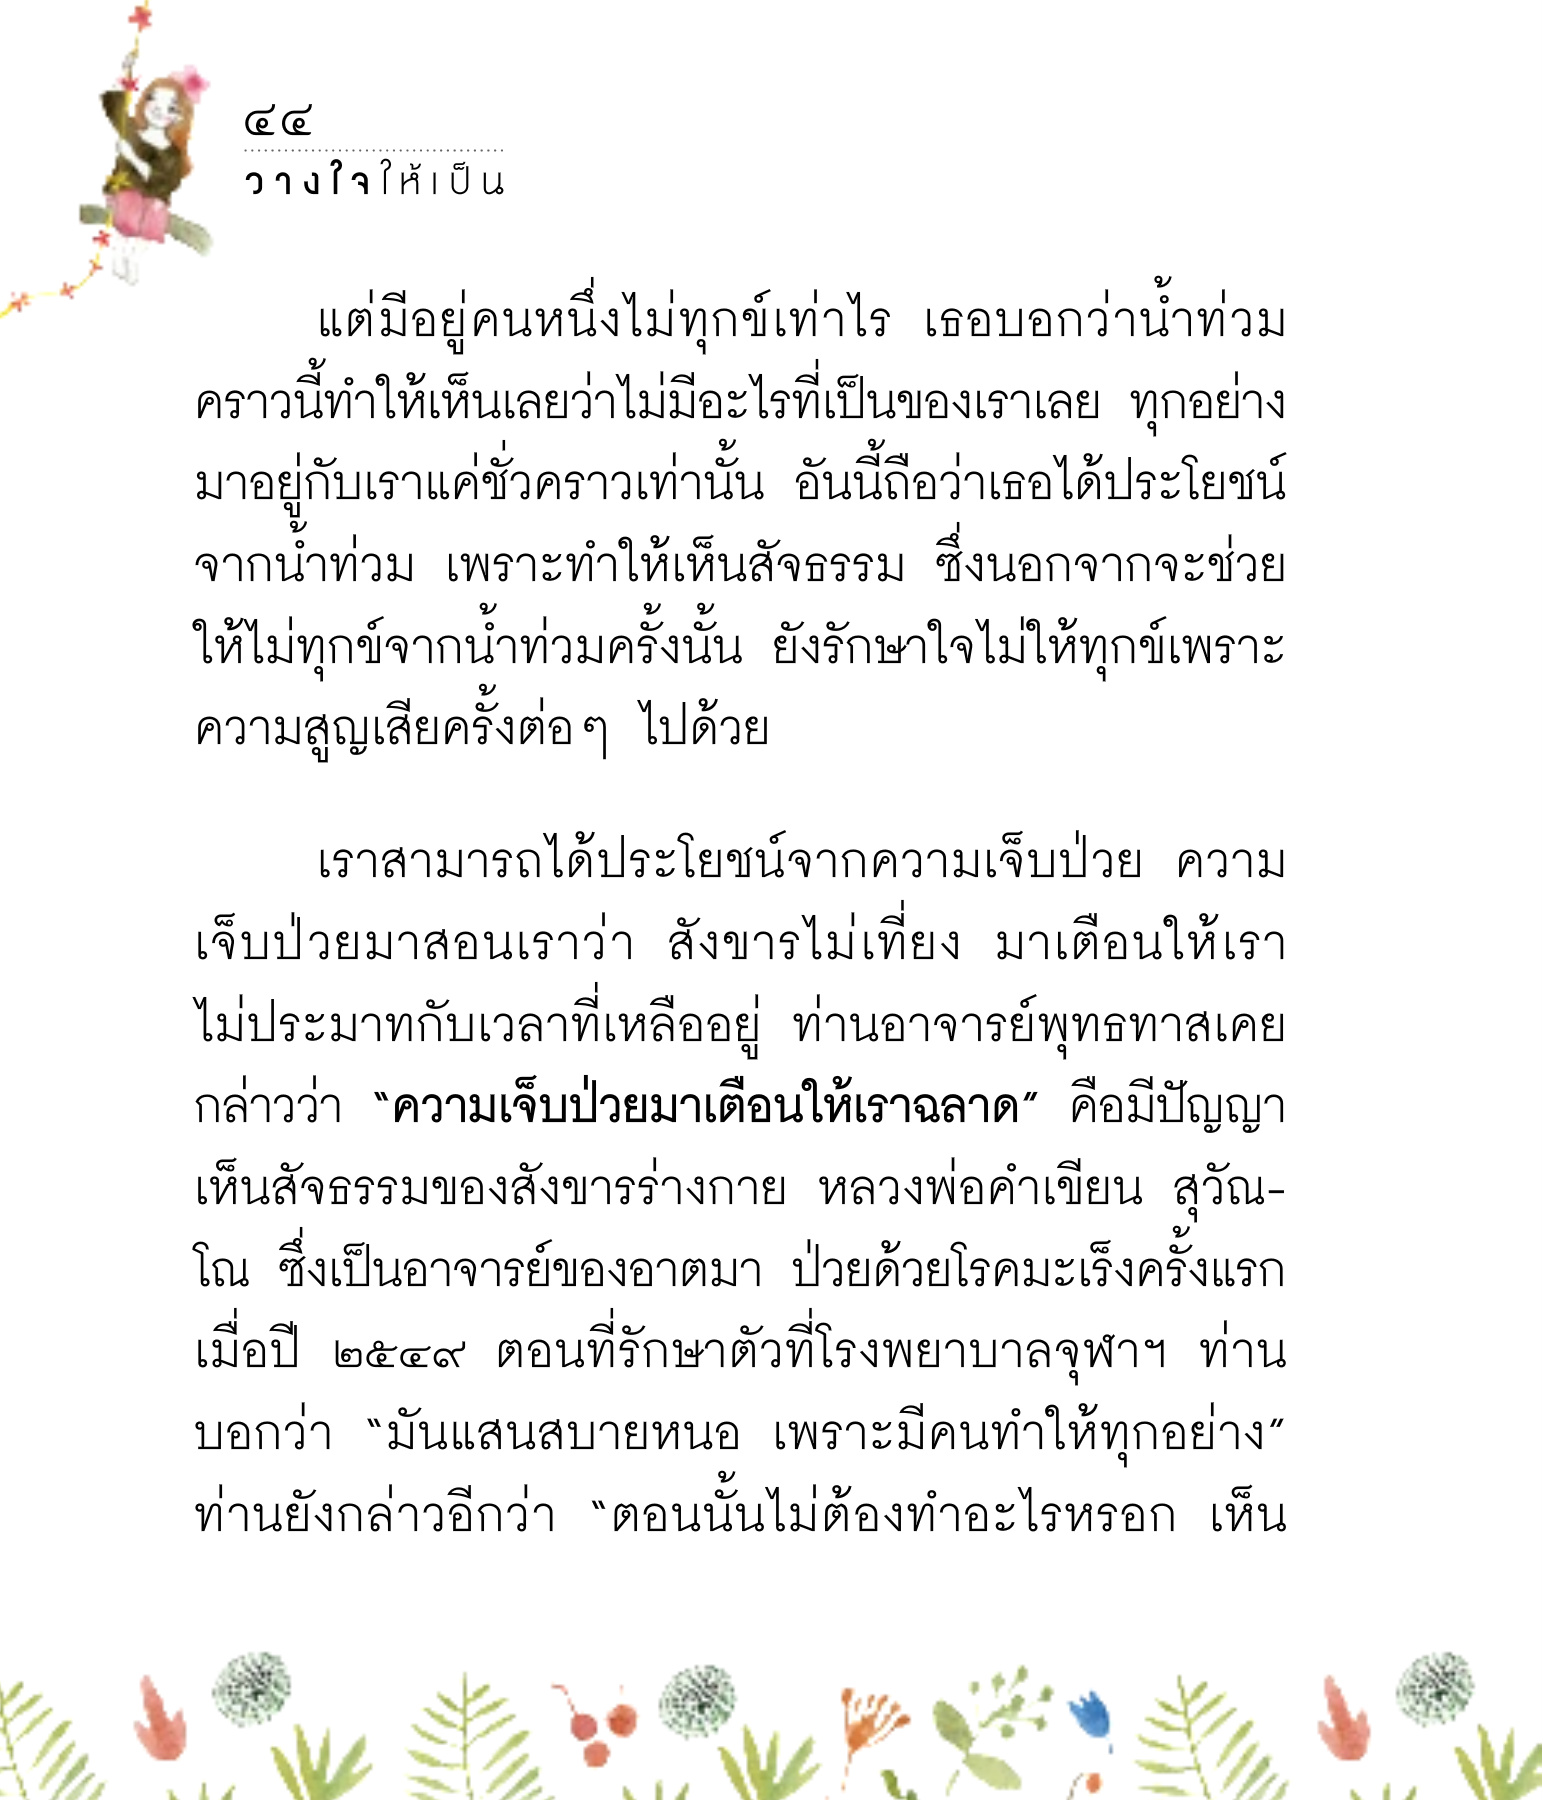 ๔๔
วางใจให้เป็น
แต่มีอยู่คนหนึ่งไม่ทุกข์เท่าไร เธอบอกว่าน้ำท่วม
คราวนี้ทำให้เห็นเลยว่าไม่มีอะไรที่เป็นของเราเลย ทุกอย่าง
มาอยู่กับเราแค่ชั่วคราวเท่านั้น อันนี้ถือว่าเธอได้ประโยชน์
จากน้ำท่วม เพราะทำให้เห็นสัจธรรม ซึ่งนอกจากจะช่วย
ให้ไม่ทุกข์จากน้ำท่วมครั้งนั้น ยังรักษาใจไม่ให้ทุกข์เพราะ
ความสูญเสียครั้งต่อๆ ไปด้วย
เราสามารถได้ประโยชน์จากความเจ็บป่วย ความ
เจ็บป่วยมาสอนเราว่า สังขารไม่เที่ยง มาเตือนให้เรา
ไม่ประมาทกับเวลาที่เหลืออยู่ ท่านอาจารย์พุทธทาสเคย
กล่าวว่า “ความเจ็บป่วยมาเตือนให้เราฉลาด” คือมีปัญญา
เห็นสัจธรรมของสังขารร่างกาย หลวงพ่อคำเขียน สุวัณ-
โณ ซึ่งเป็นอาจารย์ของอาตมา ป่วยด้วยโรคมะเร็งครั้งแรก
เมื่อปี ๒๕๔๙ ตอนที่รักษาตัวที่โรงพยาบาลจุฬาฯ ท่าน
บอกว่า “มันแสนสบายหนอ เพราะมีคนทำให้ทุกอย่าง”
ท่านยังกล่าวอีกว่า “ตอนนั้นไม่ต้องทำอะไรหรอก เห็น